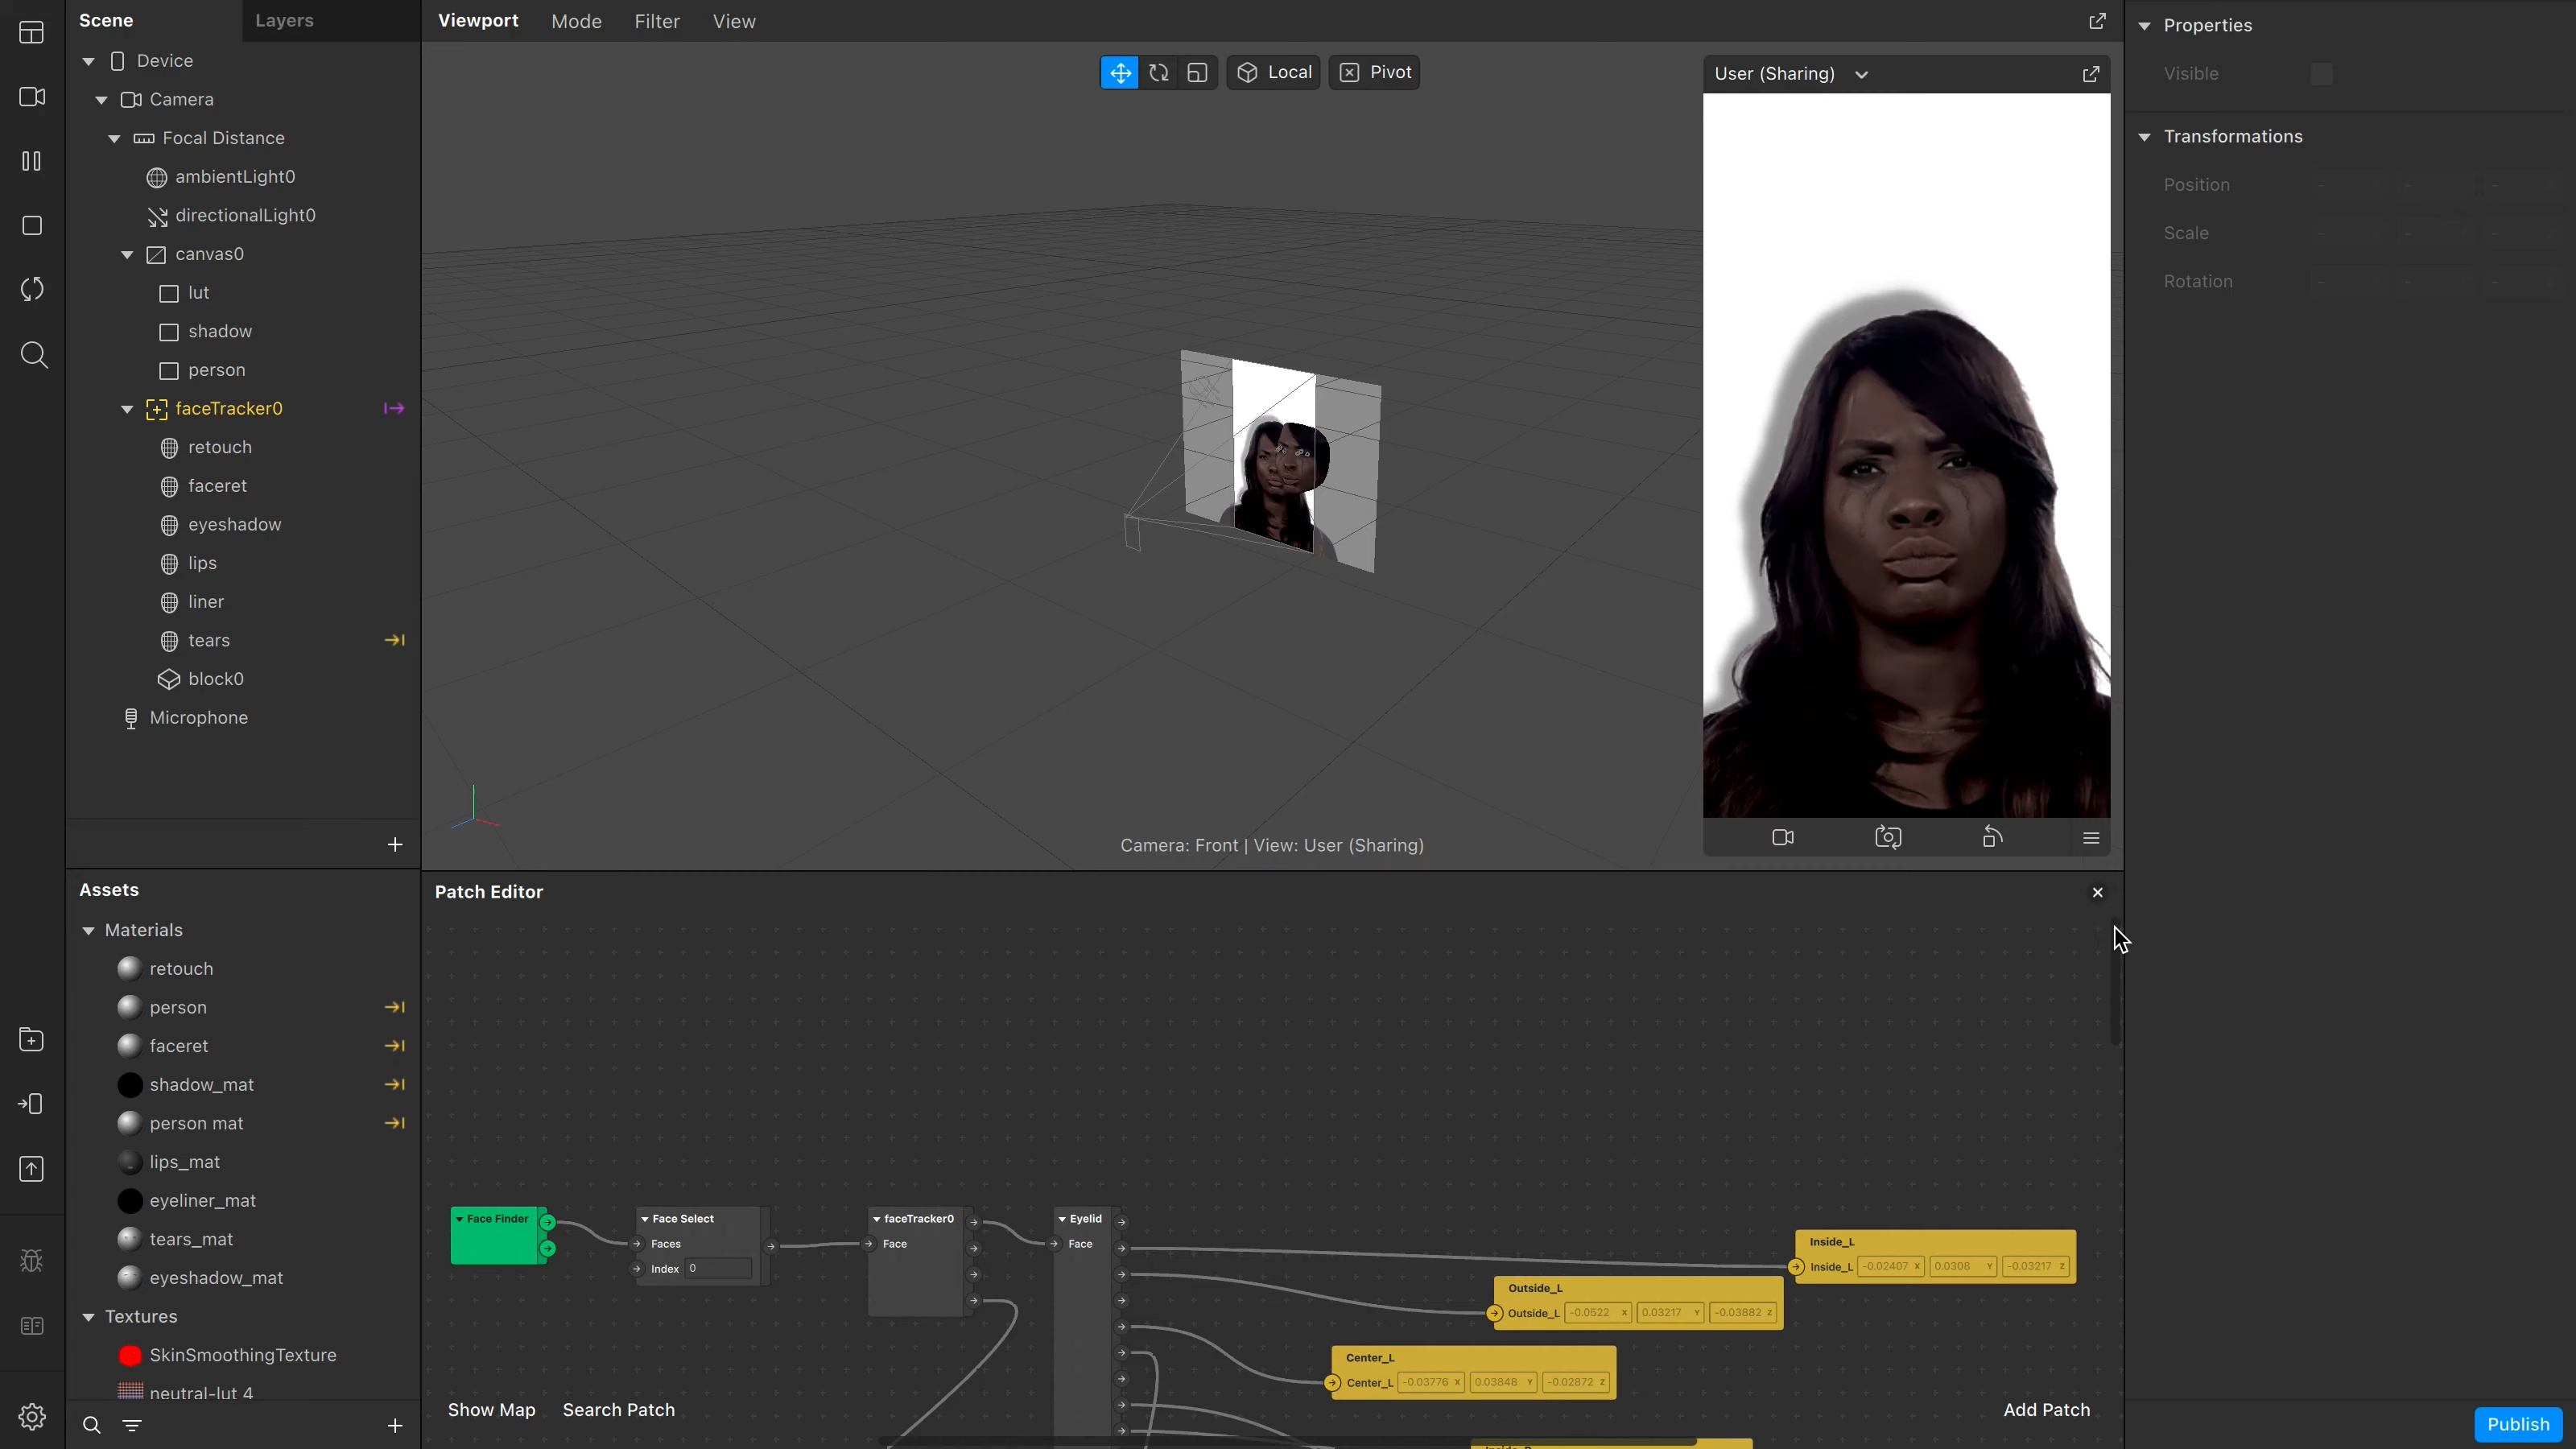 Scene
Layers
Device
Camera
Focal Distance
ambientLight0
directionalLight0
canvas0
lut
shadow
person
faceTracker0
retouch
faceret
eyeshadow
lips
liner
tears
block0
Microphone
Assets
Materials
retouch
person
faceret
shadow_mat
person mat
lips_mat
eyeliner_mat
tears_mat
eyeshadow_mat
Textures
SkinSmoothingTexture
neutral-lut 4
Viewport Mode Filter View
Local Pivot
User (Sharing)
Camera: Front | View: User (Sharing)
Patch Editor
Face Finder
Face Select
Faces
Index 0
faceTracker0
Face
Eyelid
Face
Inside_L
Inside_L -0.02407 X 0.0308 Y -0.03217 Z
Outside_L
Outside_L -0.0522 X 0.03217 Y -0.03882 Z
Center_L
Center_L -0.03776 X 0.03848 Y -0.02872 Z
Show Map Search Patch
Add Patch
Properties
Visible
Transformations
Position - - -
Scale - - -
Rotation - - -
Publish